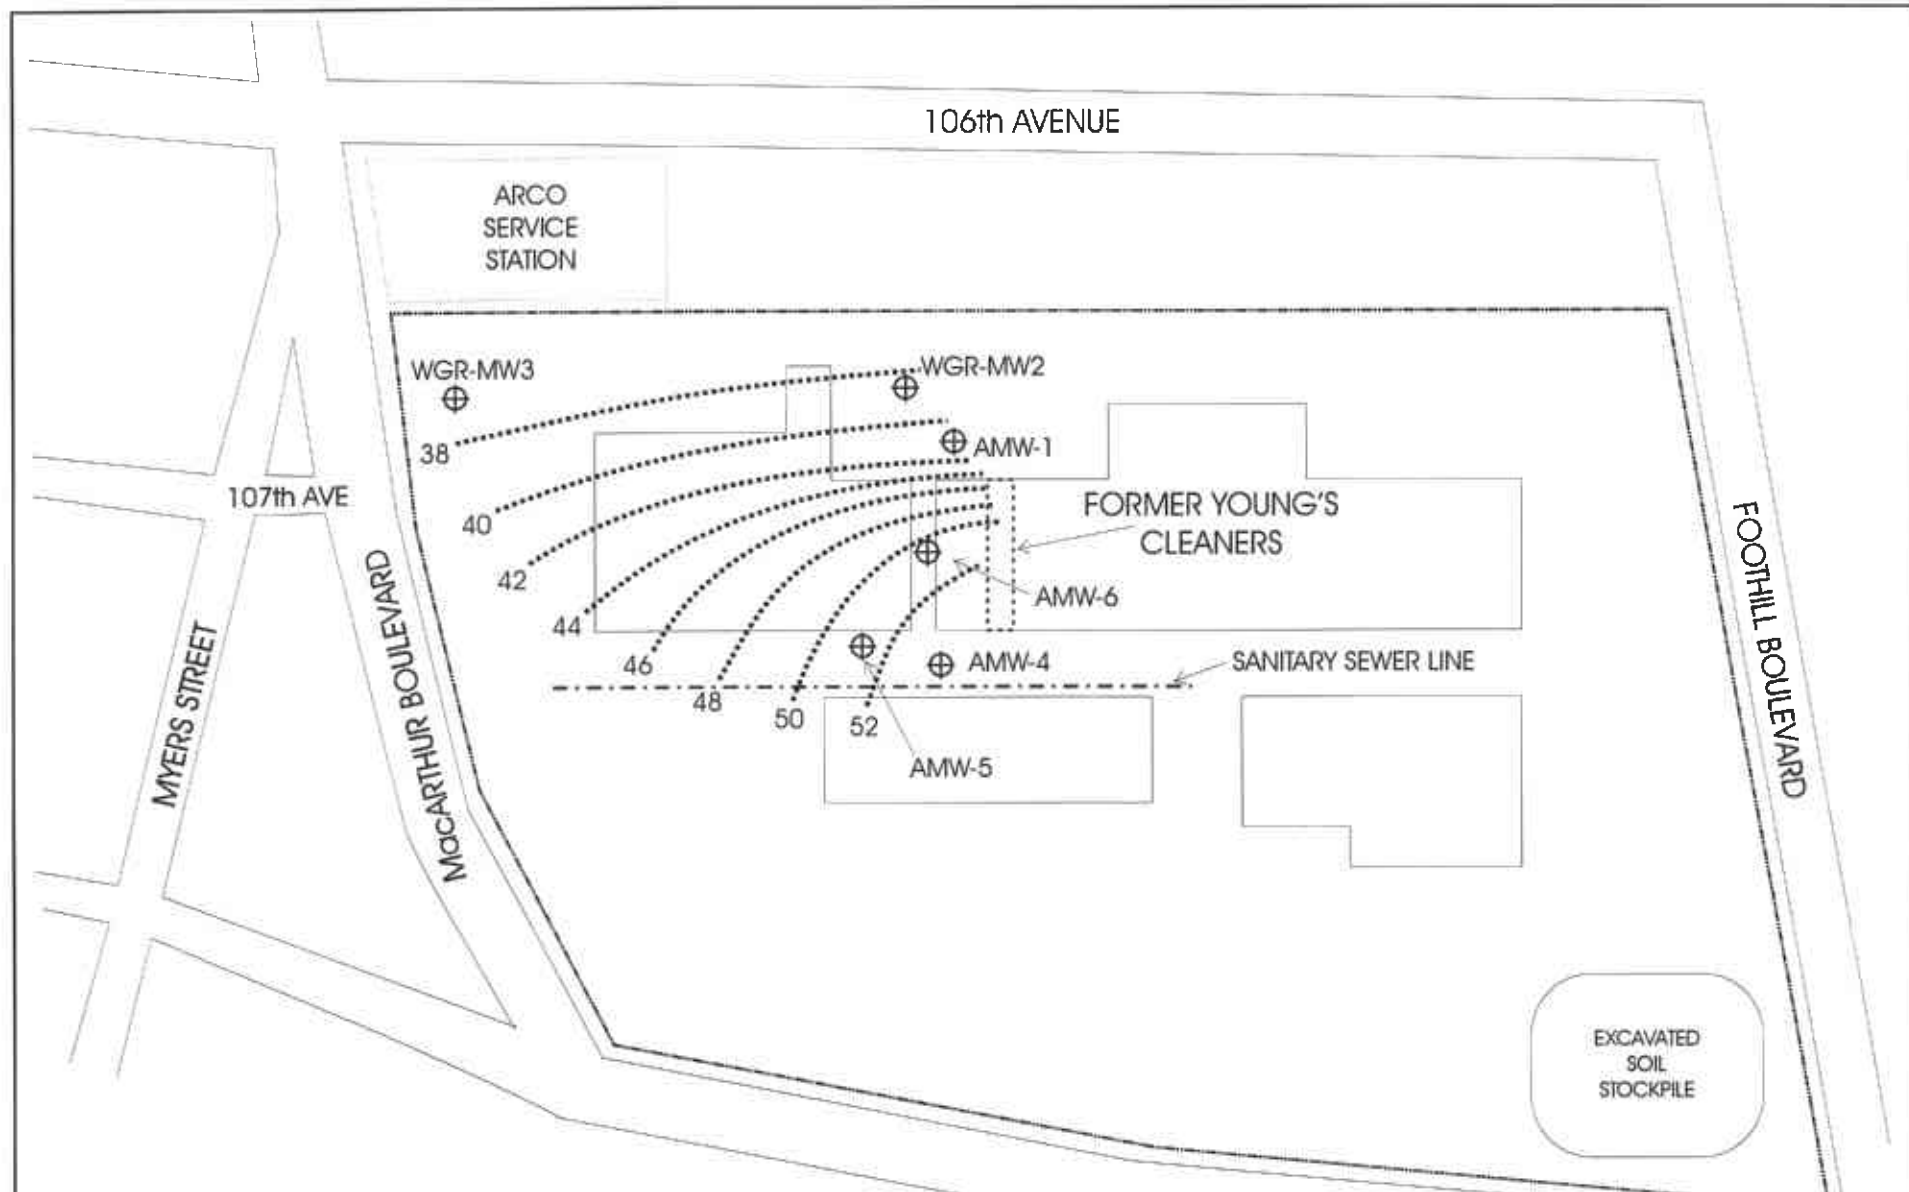 106th AVENUE
ARCO
SERVICE
STATION
WGR-MW3
WGR-MW2
38
AMW-1
107th AVE
40
FORMER YOUNG'S
CLEANERS
42
AMW-6
44
46
AMW-4
SANITARY SEWER LINE
48
50
52
AMW-5
MYERS STREET
MacARTHUR BOULEVARD
FOOTHILL BOULEVARD
EXCAVATED
SOIL
STOCKPILE